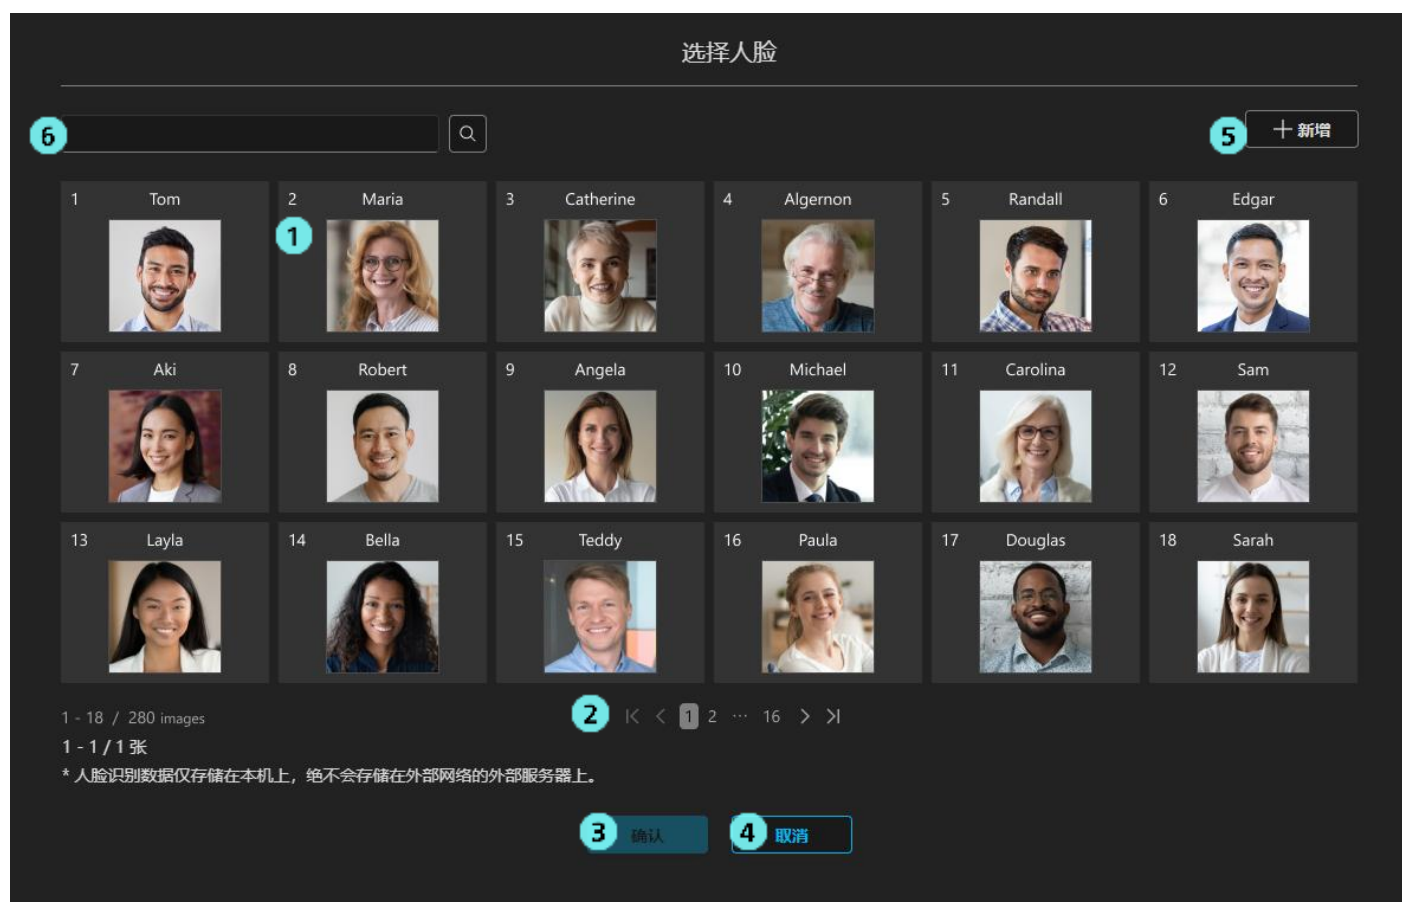 选择人脸
6
5 新增
1 Tom 2 Maria 3 Catherine 4 Algernon 5 Randall 6 Edgar
1
7 Aki 8 Robert 9 Angela 10 Michael 11 Carolina 12 Sam
13 Layla 14 Bella 15 Teddy 16 Paula 17 Douglas 18 Sarah
1 - 18 / 280 images 2 1 2 ··· 16
1 - 1 / 1 张
* 人脸识别数据仅存储在本机上，绝不会存储在外部网络的外部服务器上。
3 确认 4 取消